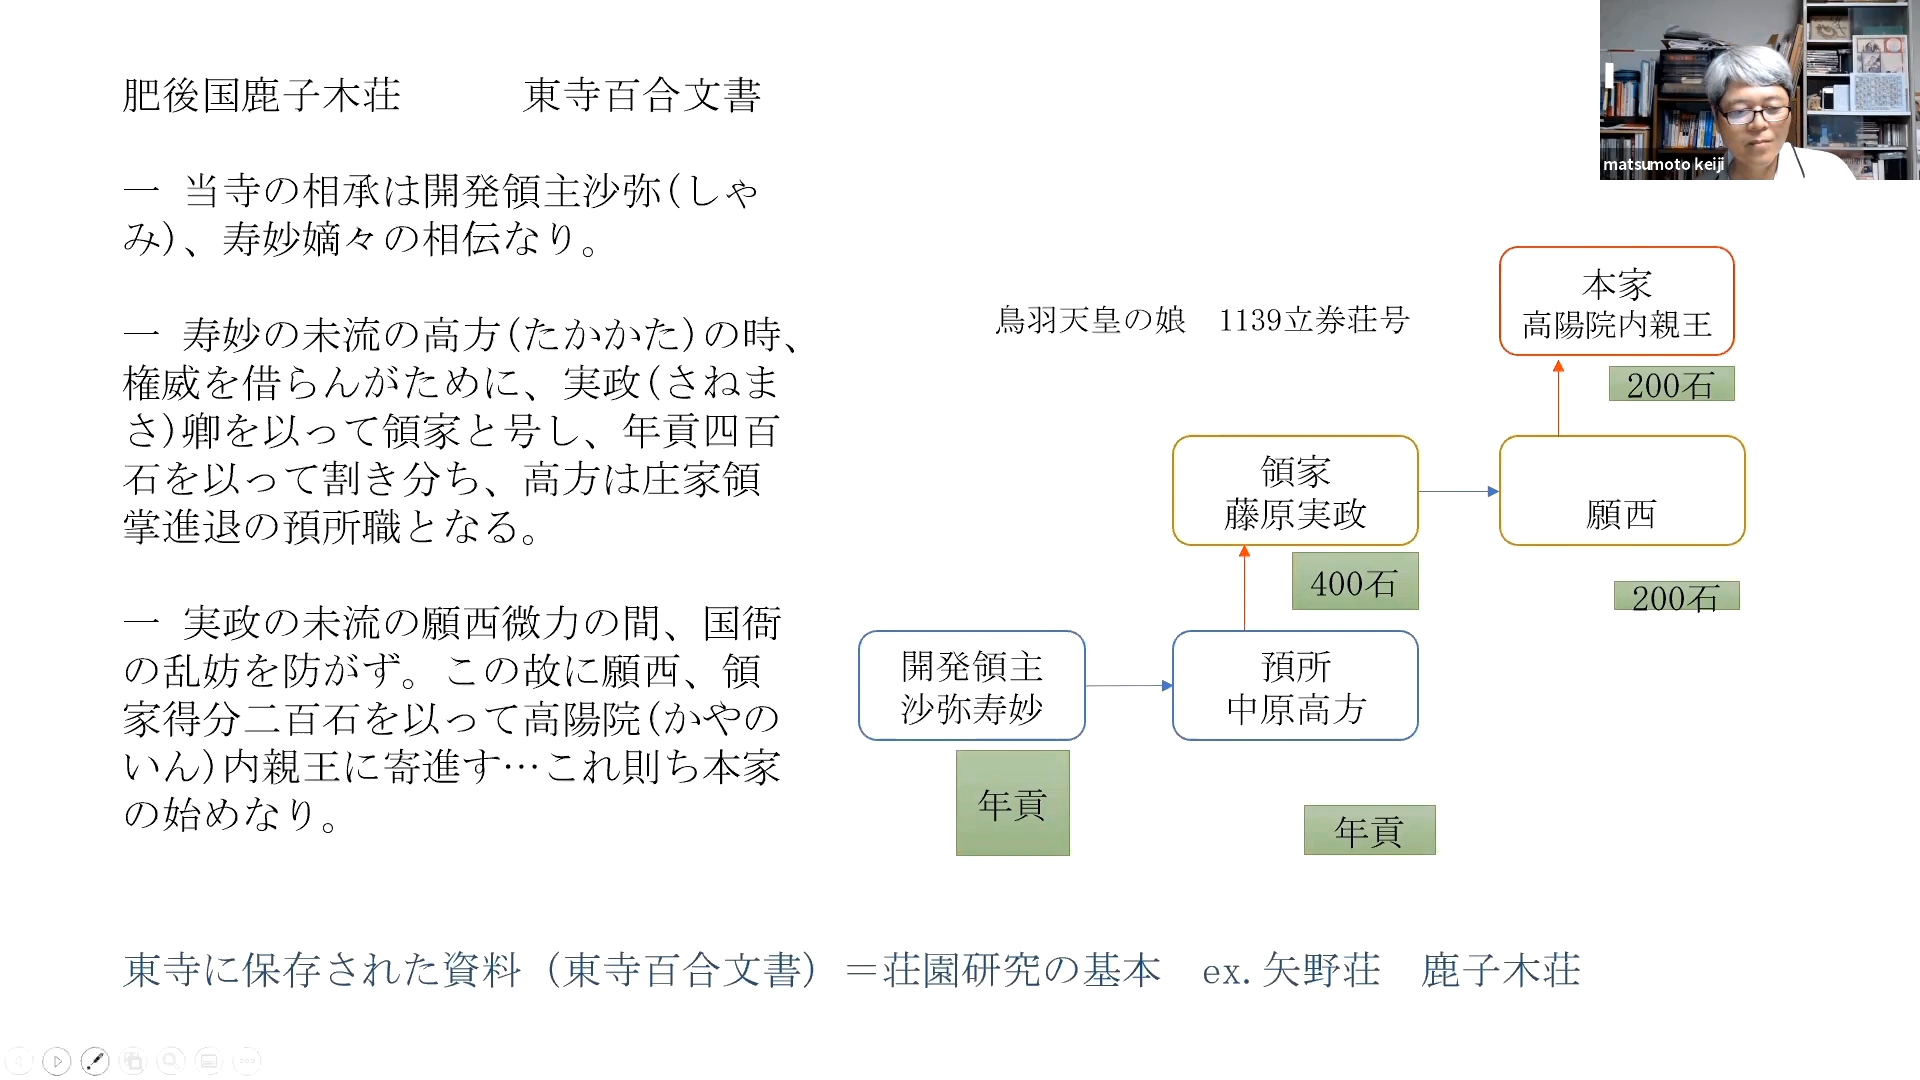 肥後国鹿子木荘　　　東寺百合文書
一 当寺の相承は開発領主沙弥(しゃ
み)、寿妙嫡々の相伝なり。
一 寿妙の末流の高方(たかかた)の時、
権威を借らんがために、実政(さねま
さ)卿を以って領家と号し、年貢四百
石を以って割き分ち、高方は庄家領
掌進退の預所職となる。
一 実政の未流の願西微力の間、国衙
の乱妨を防がず。この故に願西、領
家得分二百石を以って高陽院(かやの
いん)内親王に寄進す…これ則ち本家
の始めなり。
matsumoto keiji
鳥羽天皇の娘　1139立券荘号
本家
高陽院内親王
200石
領家
藤原実政
願西
400石
200石
開発領主
沙弥寿妙
預所
中原高方
年貢
年貢
東寺に保存された資料（東寺百合文書）＝荘園研究の基本　ex.矢野荘　鹿子木荘